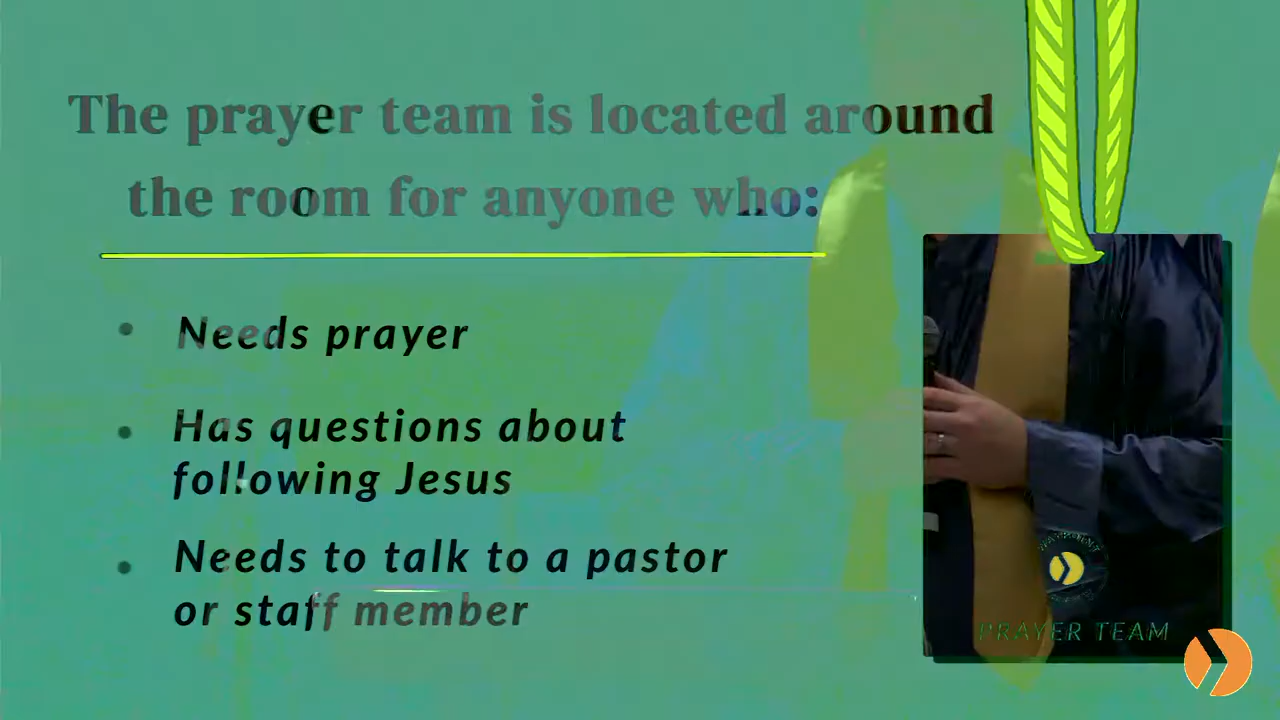 The prayer team is located around
the room for anyone who:
• Needs prayer
• Has questions about
following Jesus
• Needs to talk to a pastor
or staff member
PRAYER TEAM